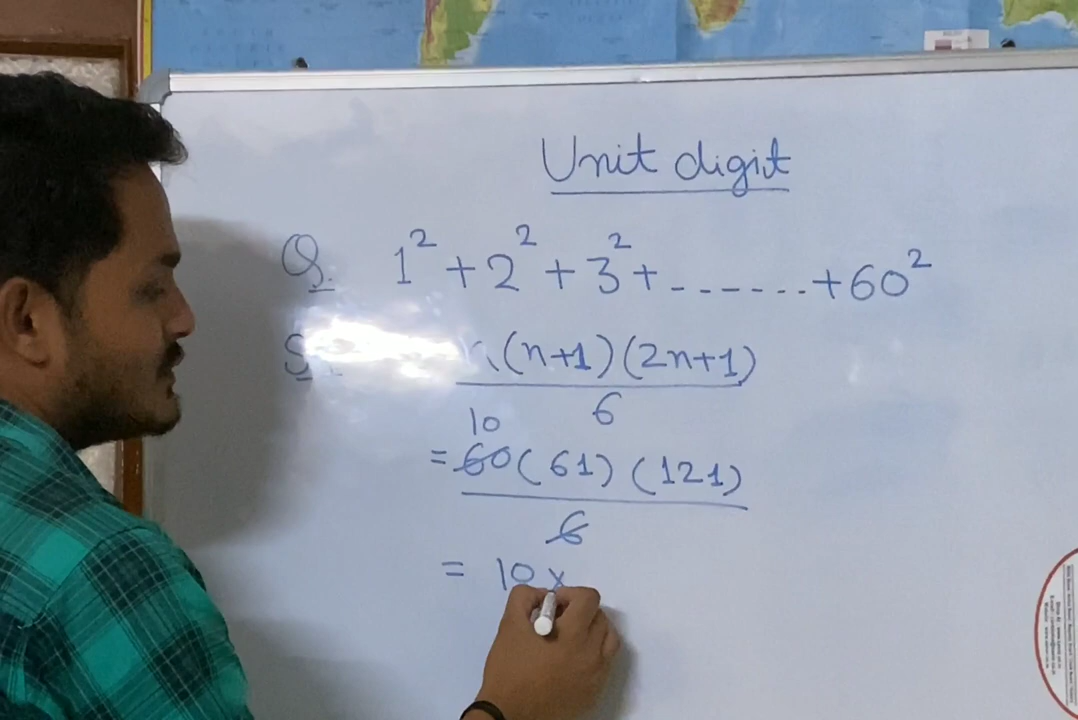 Unit digit
Q. 1² + 2² + 3² + ------- + 60²
(n+1)(2n+1)
6
10
= 60(61)(121)
6
= 10 x